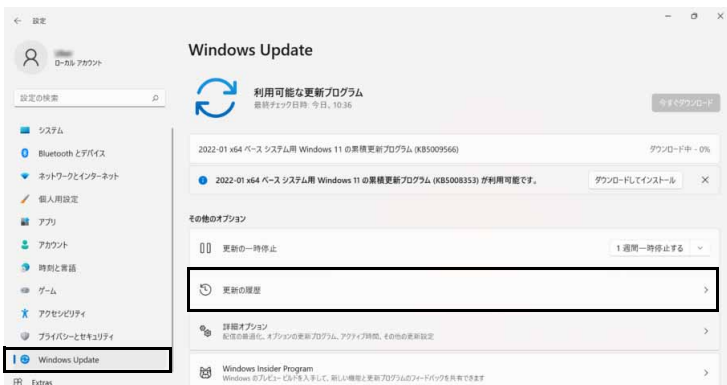 ← 設定
ローカル アカウント
設定の検索
システム
Bluetooth とデバイス
ネットワークとインターネット
個人用設定
アプリ
アカウント
時刻と言語
ゲーム
アクセシビリティ
プライバシーとセキュリティ
Windows Update
Extras
Windows Update
利用可能な更新プログラム
最終チェック日時: 今日、10:36
今すぐダウンロード
2022-01 x64 ベース システム用 Windows 11 の累積更新プログラム (KB5009566)
ダウンロード中 - 0%
2022-01 x64 ベース システム用 Windows 11 の累積更新プログラム (KB5008353) が利用可能です。
ダウンロードしてインストール
その他のオプション
更新の一時停止
1 週間一時停止する
更新の履歴
詳細オプション
配信の最適化、オプションの更新プログラム、アクティブ時間、その他の更新設定
Windows Insider Program
Windows のプレビュー ビルドを入手して、新しい機能と更新プログラムのフィードバックを共有できます